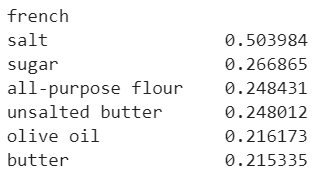 french
salt 0.503984
sugar 0.266865
all-purpose flour 0.248431
unsalted butter 0.248012
olive oil 0.216173
butter 0.215335